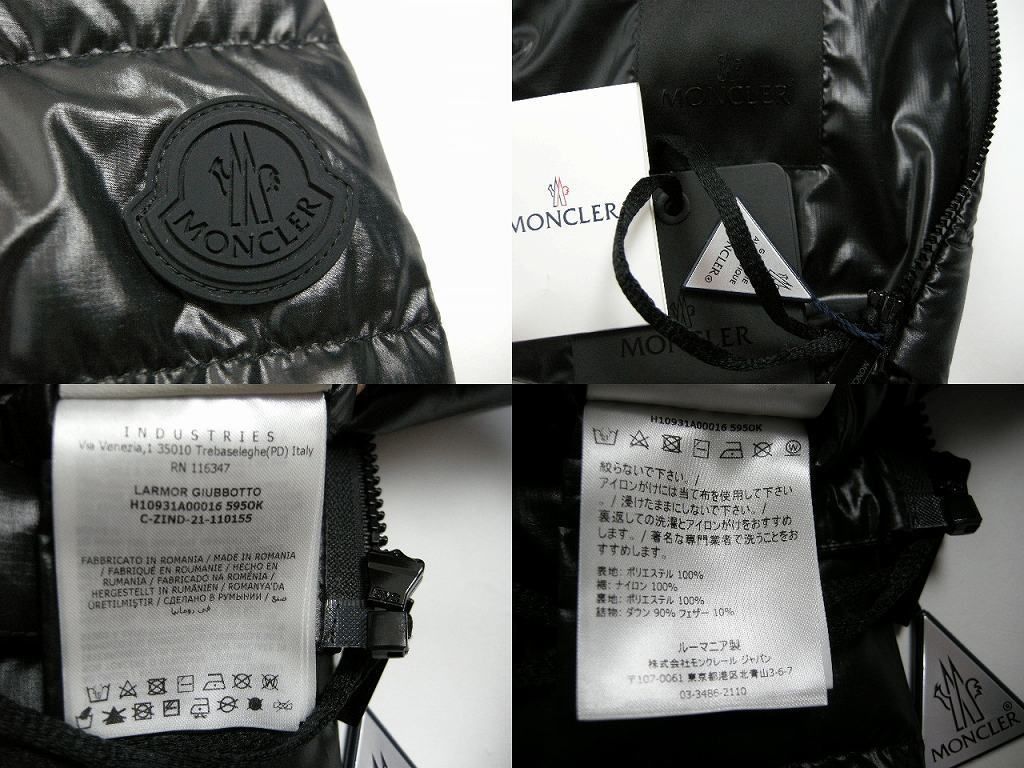 MONCLER
MONCLER
MONCLER
MONCLER
MONCLER
INDUSTRIES
Via Venezia,1 35010 Trebaseleghe(PD) Italy
RN 116347
LARMOR GIUBBOTTO
H10931A00016 5950K
C-ZIND-21-110155
FABBRICATO IN ROMANIA / MADE IN ROMANIA
/ FABRIQUÉ EN ROUMANIE / HECHO EN
RUMANIA / FABRICADO NA ROMÉNIA /
HERGESTELLT IN RUMÄNIEN / ROMANYA'DA
ÜRETILMIŞTIR / СДЕЛАНО В РУМЫНИИ / صنع
في رومانيا
H10931A00016 5950K
絞らないで下さい。/
アイロンがけには当て布を使用して下さい
。/ 浸けたままにしないで下さい。/
裏返しての洗濯とアイロンがけをおすすめ
します。/ 著名な専門業者で洗うことをお
すすめします。
表地: ポリエステル 100%
裾: ナイロン 100%
裏地: ポリエステル 100%
詰物: ダウン 90% フェザー 10%
ルーマニア製
株式会社モンクレール ジャパン
〒107-0061 東京都港区北青山3-6-7
03-3486-2110
MONCLER